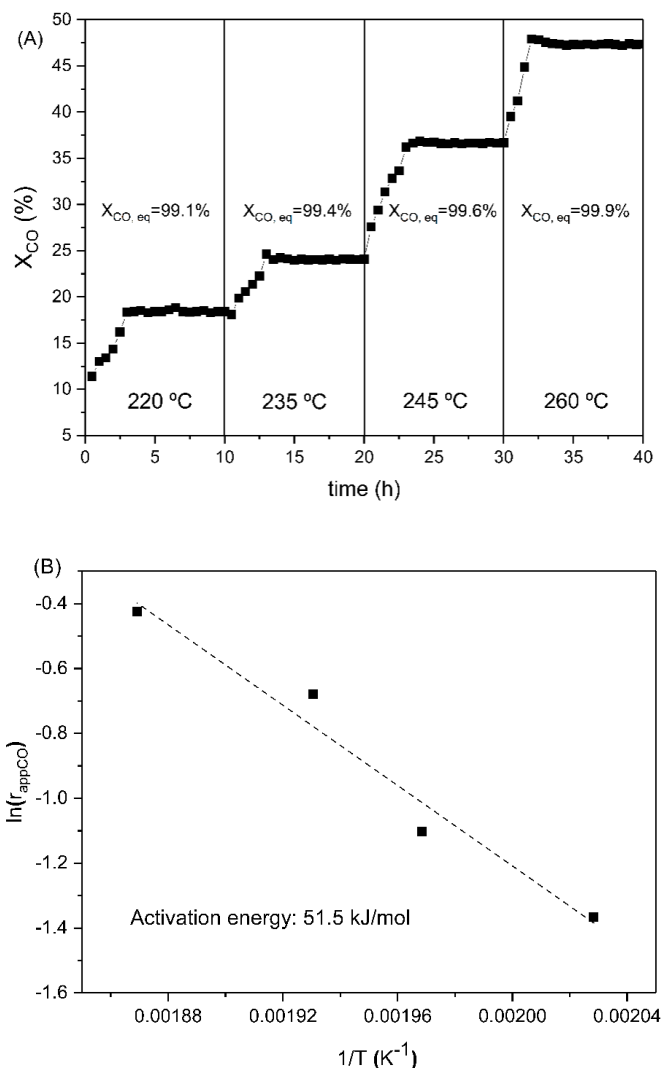 (A)
50
45
40
35
30
25
20
15
10
5
X_CO (%)
X_CO, eq=99.1%
X_CO, eq=99.4%
X_CO, eq=99.6%
X_CO, eq=99.9%
220 ºC
235 ºC
245 ºC
260 ºC
0 5 10 15 20 25 30 35 40
time (h)
(B)
-0.4
-0.6
-0.8
-1.0
-1.2
-1.4
-1.6
ln(r_appCO)
Activation energy: 51.5 kJ/mol
0.00188 0.00192 0.00196 0.00200 0.00204
1/T (K⁻¹)